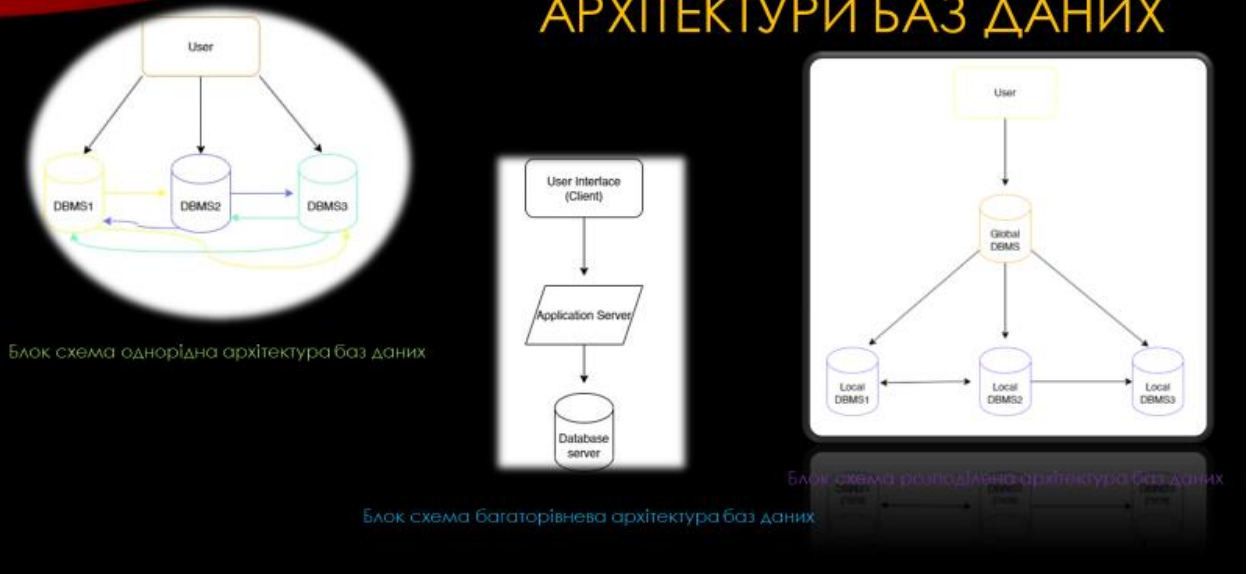 АРХІТЕКТУРИ БАЗ ДАНИХ
User
DBMS1
DBMS2
DBMS3
Блок схема однорідна архітектура баз даних
User Interface
(Client)
Application Server
Database
server
Блок схема багаторівнева архітектура баз даних
User
Global
DBMS
Local
DBMS1
Local
DBMS2
Local
DBMS3
Блок схема розподілена архітектура баз даних